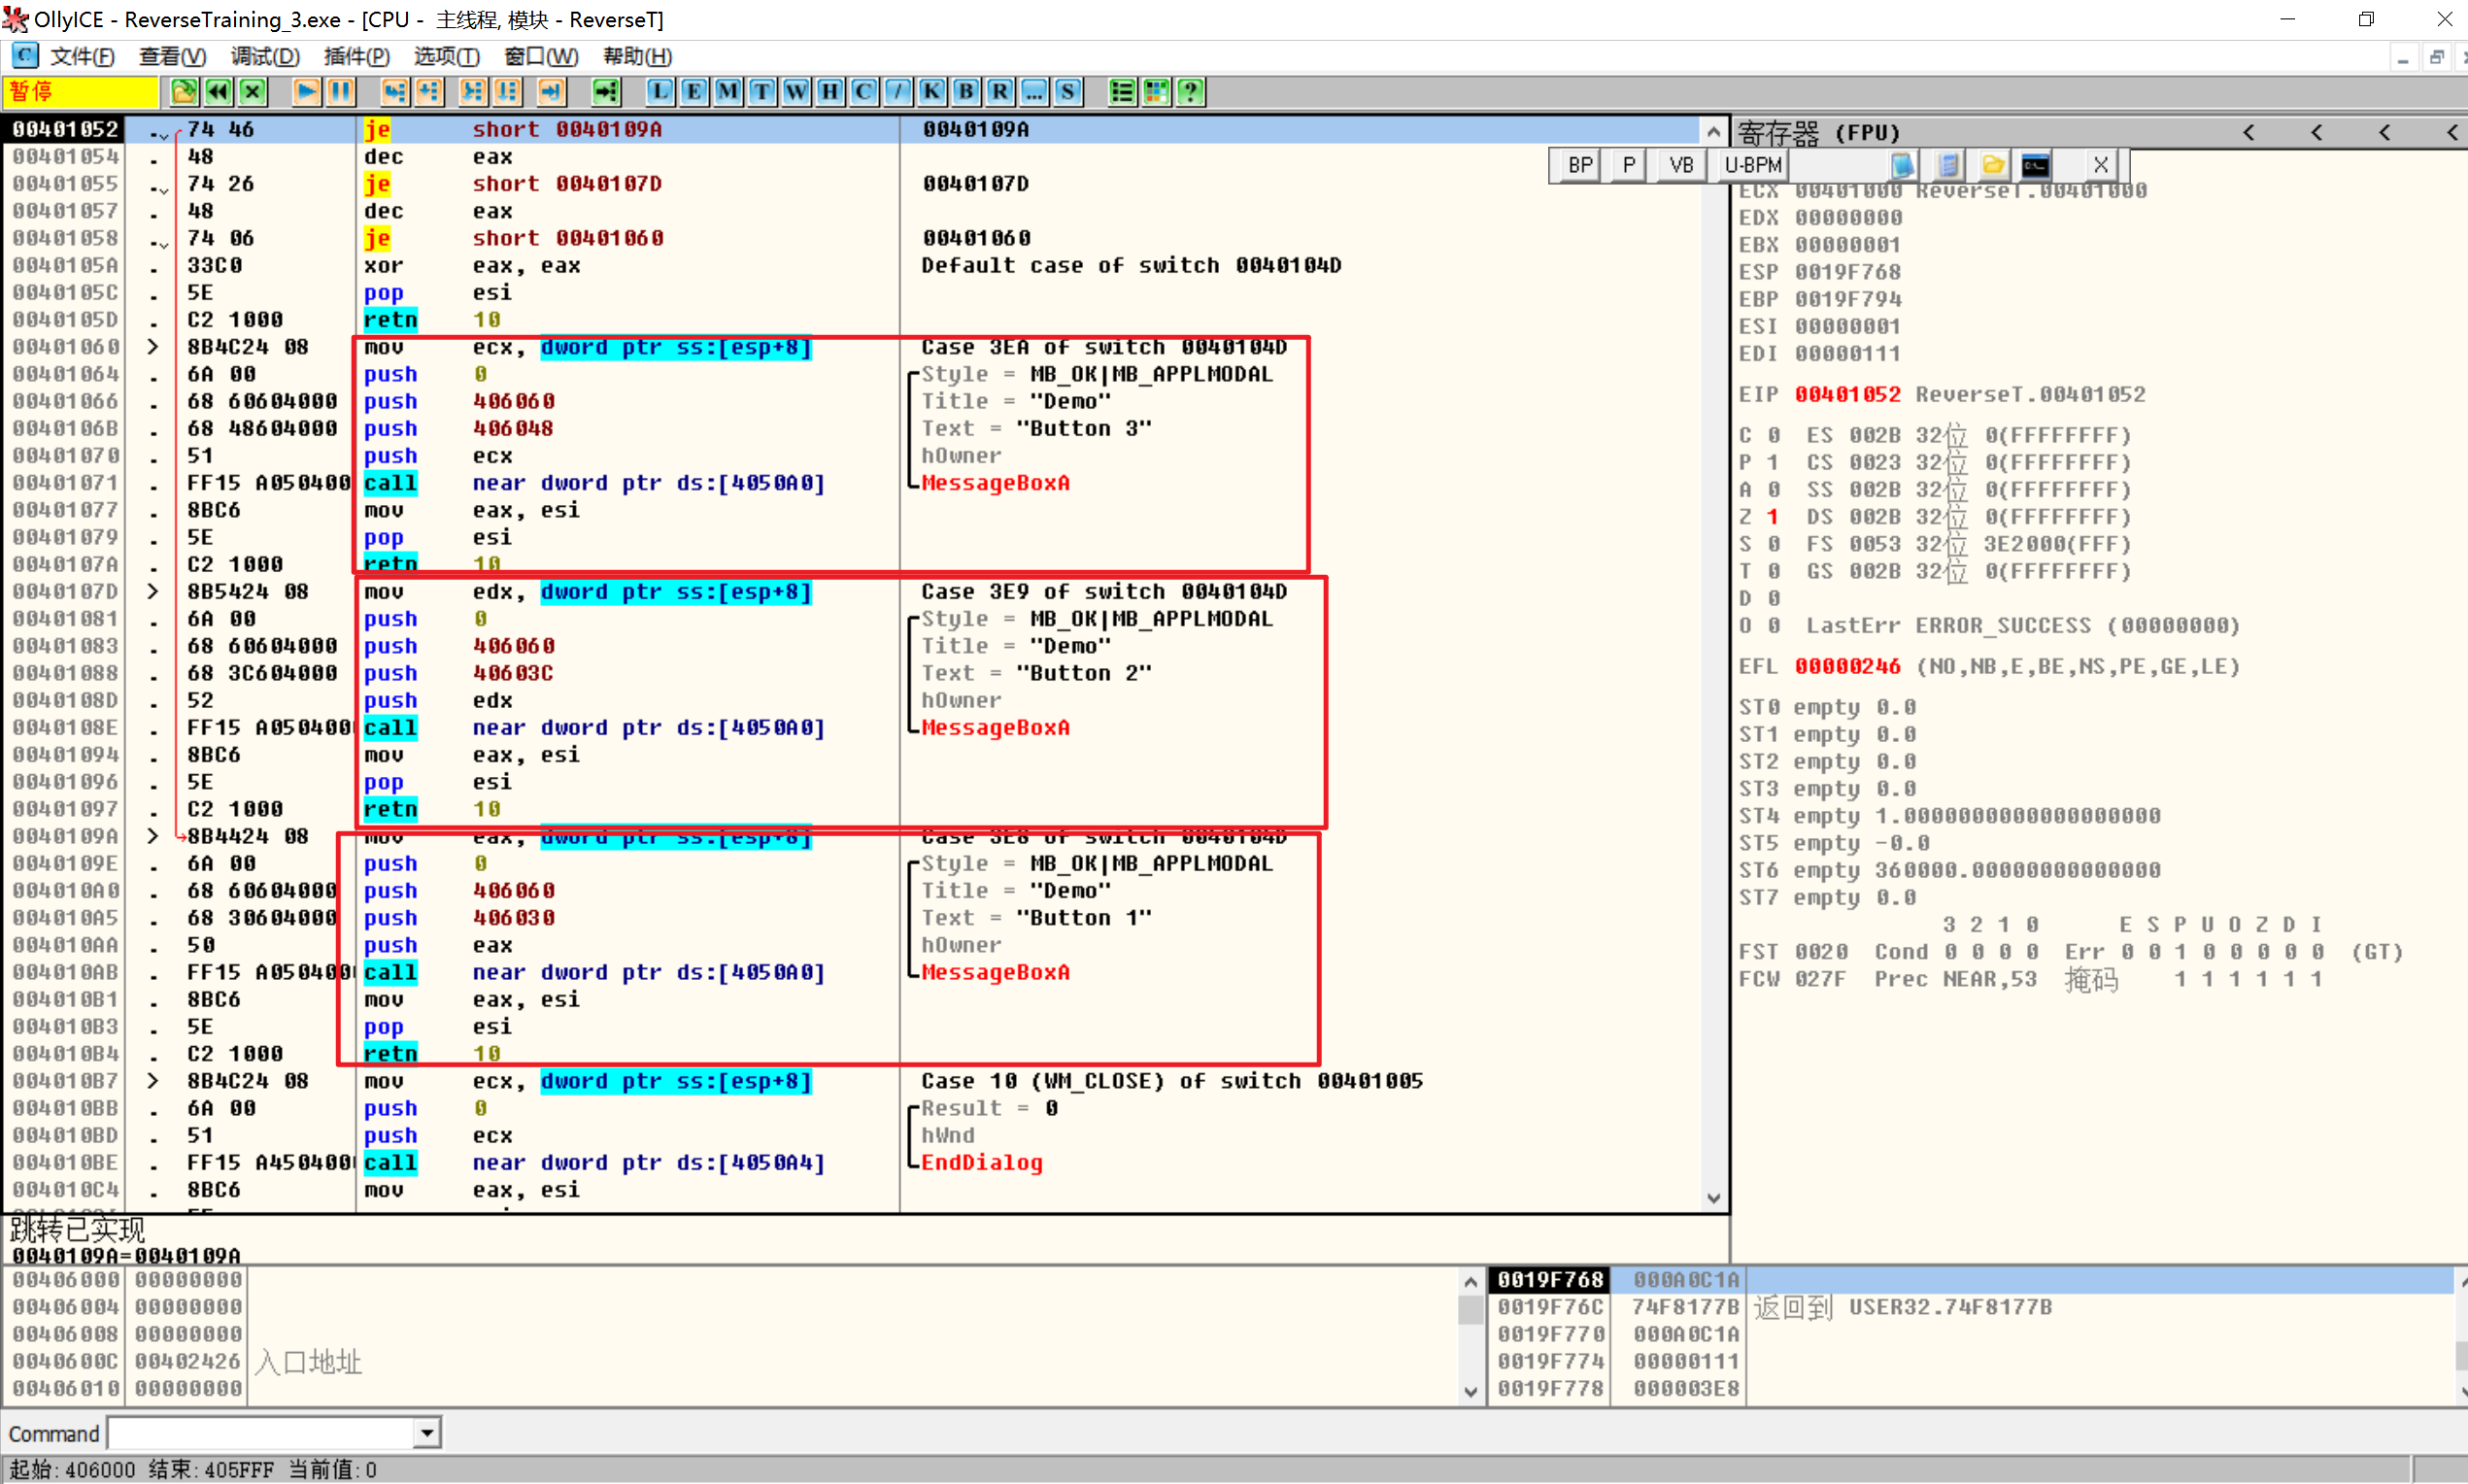 OllyICE - ReverseTraining_3.exe - [CPU - 主线程, 模块 - ReverseT]
文件(F) 查看(V) 调试(D) 插件(P) 选项(T) 窗口(W) 帮助(H)
暂停 L E M T W H C / K B R ... S ?
00401052 . 74 46 je short 0040109A 0040109A
00401054 . 48 dec eax
00401055 . 74 26 je short 0040107D 0040107D
00401057 . 48 dec eax
00401058 . 74 06 je short 00401060 00401060
0040105A . 33C0 xor eax, eax Default case of switch 0040104D
0040105C . 5E pop esi
0040105D . C2 1000 retn 10
00401060 > 8B4C24 08 mov ecx, dword ptr ss:[esp+8] Case 3EA of switch 0040104D
00401064 . 6A 00 push 0 Style = MB_OK|MB_APPLMODAL
00401066 . 68 60604000 push 406060 Title = "Demo"
0040106B . 68 48604000 push 406048 Text = "Button 3"
00401070 . 51 push ecx hOwner
00401071 . FF15 A050400 call near dword ptr ds:[4050A0] MessageBoxA
00401077 . 8BC6 mov eax, esi
00401079 . 5E pop esi
0040107A . C2 1000 retn 10
0040107D > 8B5424 08 mov edx, dword ptr ss:[esp+8] Case 3E9 of switch 0040104D
00401081 . 6A 00 push 0 Style = MB_OK|MB_APPLMODAL
00401083 . 68 60604000 push 406060 Title = "Demo"
00401088 . 68 3C604000 push 40603C Text = "Button 2"
0040108D . 52 push edx hOwner
0040108E . FF15 A050400 call near dword ptr ds:[4050A0] MessageBoxA
00401094 . 8BC6 mov eax, esi
00401096 . 5E pop esi
00401097 . C2 1000 retn 10
0040109A > 8B4424 08 mov eax, dword ptr ss:[esp+8] Case 3E8 of switch 0040104D
0040109E . 6A 00 push 0 Style = MB_OK|MB_APPLMODAL
004010A0 . 68 60604000 push 406060 Title = "Demo"
004010A5 . 68 30604000 push 406030 Text = "Button 1"
004010AA . 50 push eax hOwner
004010AB . FF15 A050400 call near dword ptr ds:[4050A0] MessageBoxA
004010B1 . 8BC6 mov eax, esi
004010B3 . 5E pop esi
004010B4 . C2 1000 retn 10
004010B7 > 8B4C24 08 mov ecx, dword ptr ss:[esp+8] Case 10 (WM_CLOSE) of switch 00401005
004010BB . 6A 00 push 0 Result = 0
004010BD . 51 push ecx hWnd
004010BE . FF15 A450400 call near dword ptr ds:[4050A4] EndDialog
004010C4 . 8BC6 mov eax, esi
跳转已实现
0040109A=0040109A
寄存器 (FPU) < < < <
BP P VB U-BPM X
ECX 00401000 ReverseT.00401000
EDX 00000000
EBX 00000001
ESP 0019F768
EBP 0019F794
ESI 00000001
EDI 00000111
EIP 00401052 ReverseT.00401052
C 0 ES 002B 32位 0(FFFFFFFF)
P 1 CS 0023 32位 0(FFFFFFFF)
A 0 SS 002B 32位 0(FFFFFFFF)
Z 1 DS 002B 32位 0(FFFFFFFF)
S 0 FS 0053 32位 3E2000(FFF)
T 0 GS 002B 32位 0(FFFFFFFF)
D 0
O 0 LastErr ERROR_SUCCESS (00000000)
EFL 00000246 (NO,NB,E,BE,NS,PE,GE,LE)
ST0 empty 0.0
ST1 empty 0.0
ST2 empty 0.0
ST3 empty 0.0
ST4 empty 1.0000000000000000000
ST5 empty -0.0
ST6 empty 360000.00000000000000
ST7 empty 0.0
3 2 1 0 E S P U O Z D I
FST 0020 Cond 0 0 0 0 Err 0 0 1 0 0 0 0 0 (GT)
FCW 027F Prec NEAR,53 掩码 1 1 1 1 1 1
00406000 00000000
00406004 00000000
00406008 00000000
0040600C 00402426 入口地址
00406010 00000000
0019F768 000A0C1A
0019F76C 74F8177B 返回到 USER32.74F8177B
0019F770 000A0C1A
0019F774 00000111
0019F778 000003E8
Command
起始: 406000 结束: 405FFF 当前值: 0